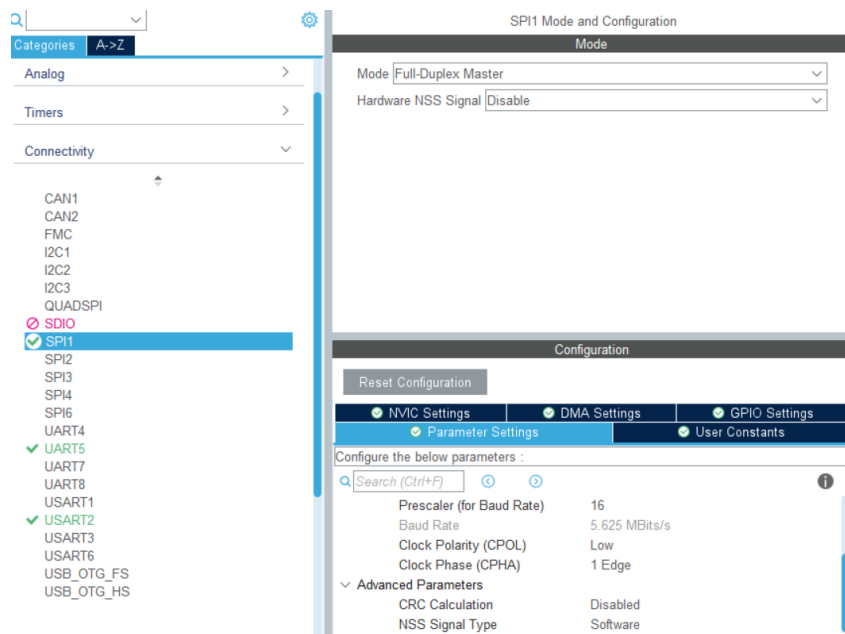 Categories A->Z
Analog
Timers
Connectivity
CAN1
CAN2
FMC
I2C1
I2C2
I2C3
QUADSPI
SDIO
SPI1
SPI2
SPI3
SPI4
SPI6
UART4
UART5
UART7
UART8
USART1
USART2
USART3
USART6
USB_OTG_FS
USB_OTG_HS
SPI1 Mode and Configuration
Mode
Mode Full-Duplex Master
Hardware NSS Signal Disable
Configuration
Reset Configuration
NVIC Settings DMA Settings GPIO Settings
Parameter Settings User Constants
Configure the below parameters :
Search (Ctrl+F)
Prescaler (for Baud Rate) 16
Baud Rate 5.625 MBits/s
Clock Polarity (CPOL) Low
Clock Phase (CPHA) 1 Edge
Advanced Parameters
CRC Calculation Disabled
NSS Signal Type Software